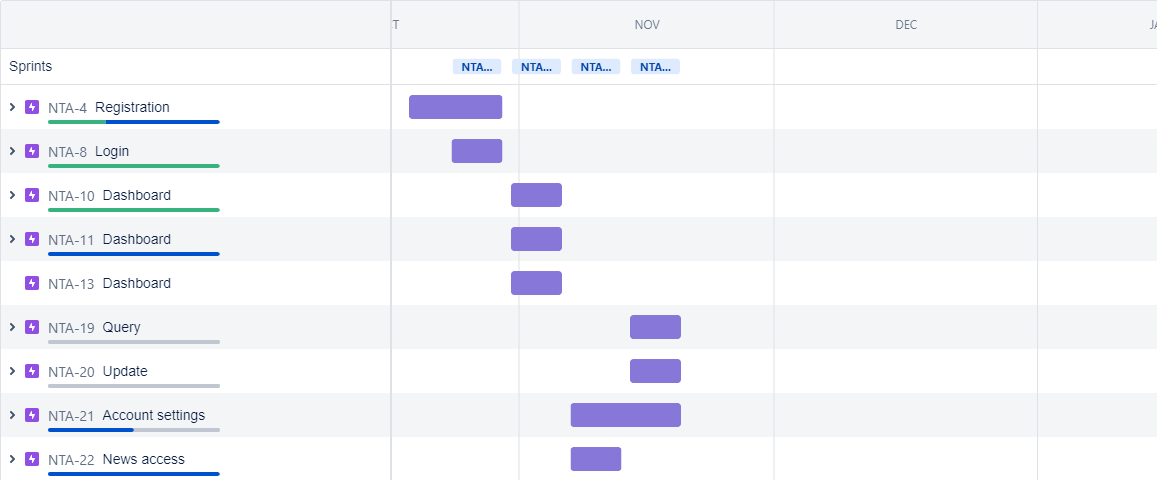 T NOV DEC JA
Sprints NTA... NTA... NTA... NTA...
NTA-4 Registration
NTA-8 Login
NTA-10 Dashboard
NTA-11 Dashboard
NTA-13 Dashboard
NTA-19 Query
NTA-20 Update
NTA-21 Account settings
NTA-22 News access